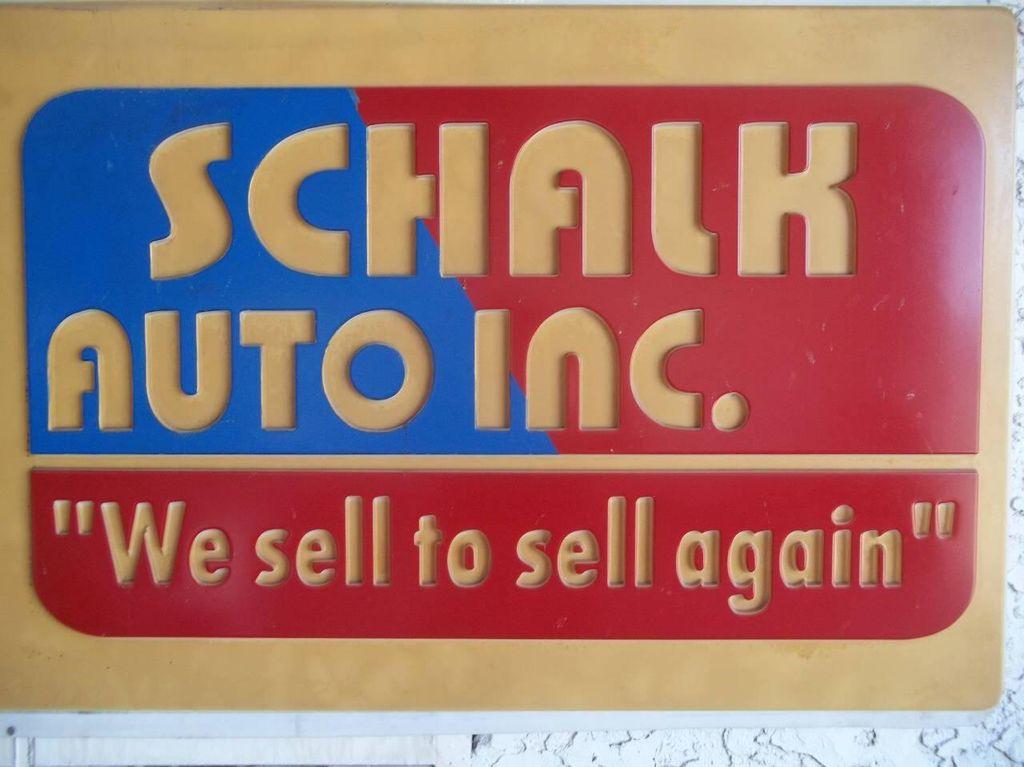 SCHALK
AUTO INC.
"We sell to sell again"